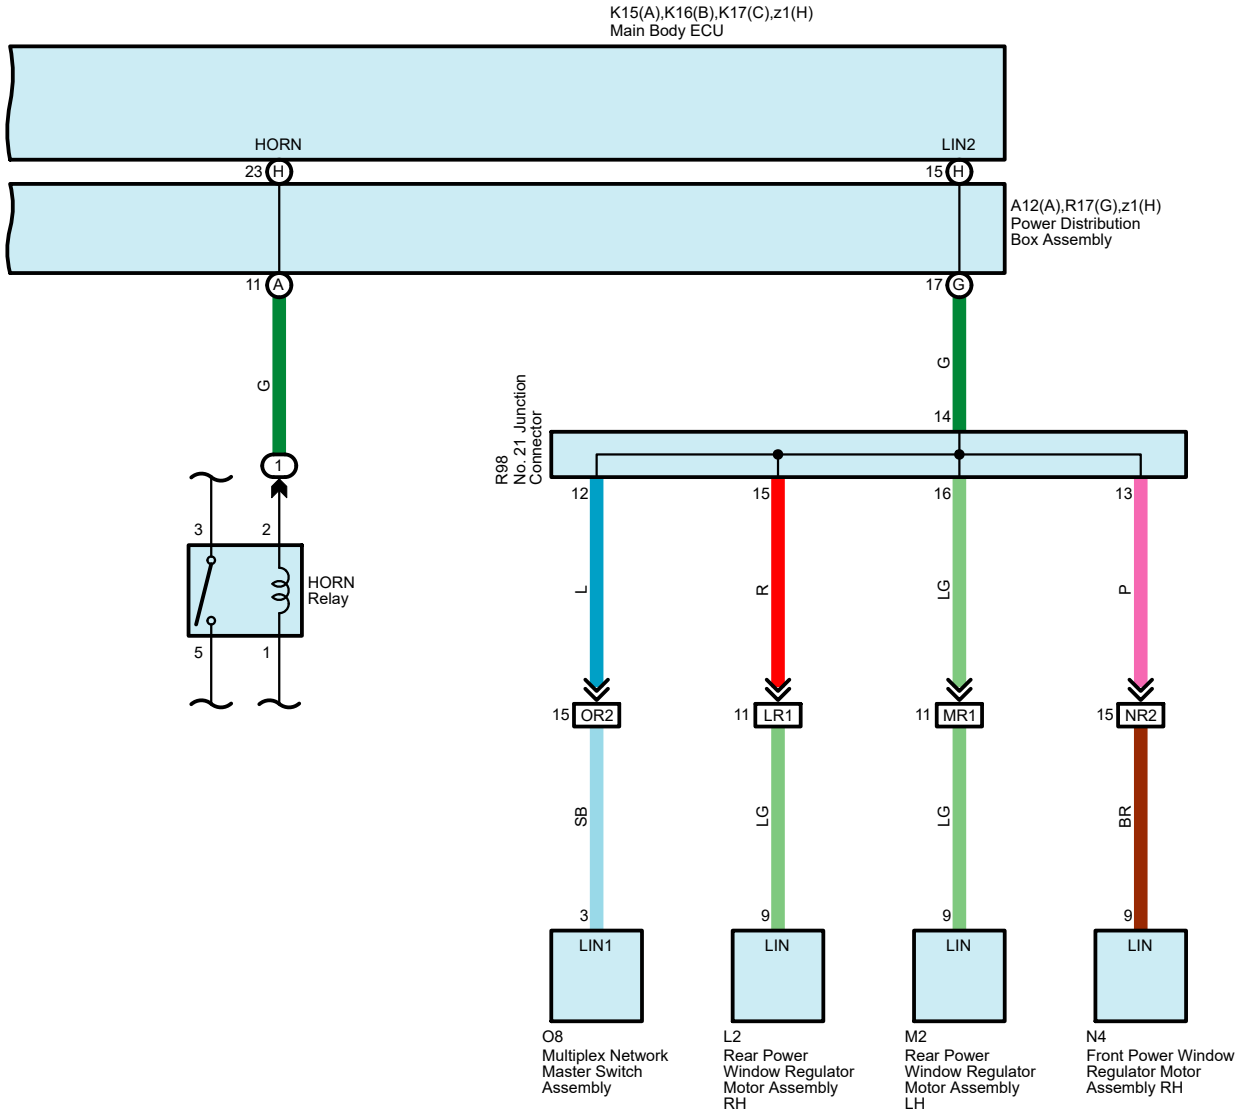 K15(A),K16(B),K17(C),z1(H)
Main Body ECU
HORN
LIN2
23 H
15 H
A12(A),R17(G),z1(H)
Power Distribution
Box Assembly
11 A
17 G
G
G
R98
No. 21 Junction
Connector
14
1
12
15
16
13
3
2
HORN
Relay
5
1
L
R
LG
P
15 OR2
11 LR1
11 MR1
15 NR2
SB
LG
LG
BR
3
9
9
9
LIN1
LIN
LIN
LIN
O8
Multiplex Network
Master Switch
Assembly
L2
Rear Power
Window Regulator
Motor Assembly
RH
M2
Rear Power
Window Regulator
Motor Assembly
LH
N4
Front Power Window
Regulator Motor
Assembly RH